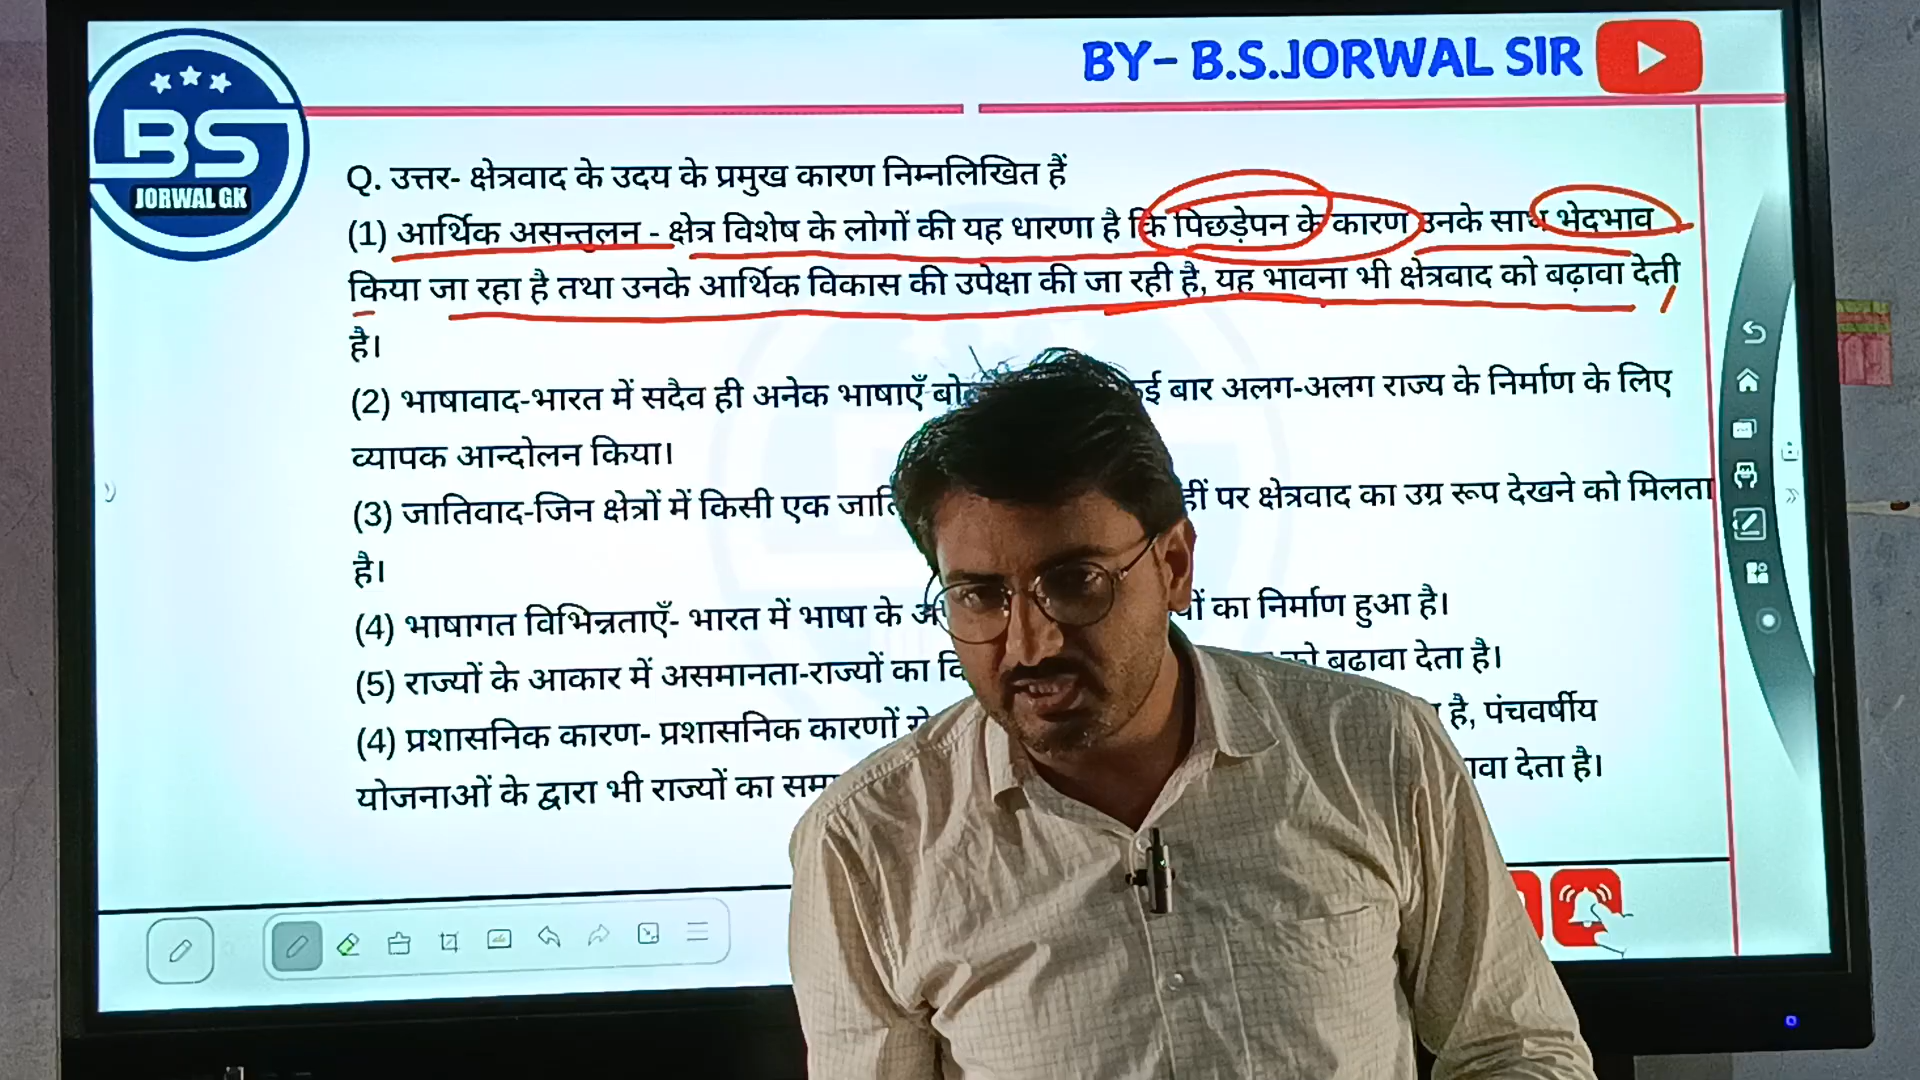 BY- B.S.JORWAL SIR
BS
JORWAL GK
Q. उत्तर- क्षेत्रवाद के उदय के प्रमुख कारण निम्नलिखित हैं
(1) आर्थिक असन्तुलन - क्षेत्र विशेष के लोगों की यह धारणा है कि पिछड़ेपन के कारण उनके साथ भेदभाव
किया जा रहा है तथा उनके आर्थिक विकास की उपेक्षा की जा रही है, यह भावना भी क्षेत्रवाद को बढ़ावा देती
है।
(2) भाषावाद-भारत में सदैव ही अनेक भाषाएँ बार अलग-अलग राज्य के निर्माण के लिए
व्यापक आन्दोलन किया।
(3) जातिवाद-जिन क्षेत्रों में किसी एक पर क्षेत्रवाद का उग्र रूप देखने को मिलता
है।
(4) भाषागत विभिन्नताएँ- भारत में भाषा के का निर्माण हुआ है।
(5) राज्यों के आकार में असमानता-राज्यों का को बढावा देता है।
(4) प्रशासनिक कारण- प्रशासनिक कारणों है, पंचवर्षीय
योजनाओं के द्वारा भी राज्यों का देता है।